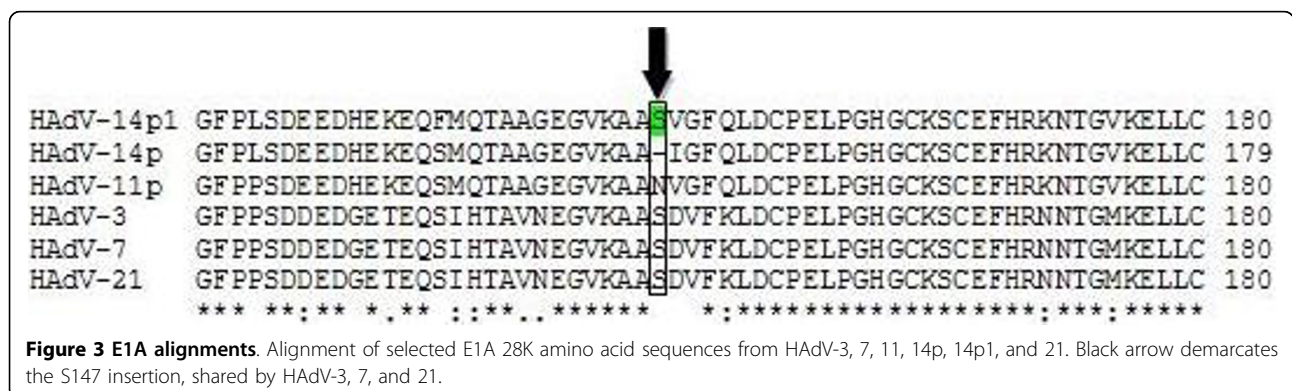 HAdV-14p1 GFPLSDEEDHEKEQFMQTAAGEGVKAASVGFQLDCPELPGHGCKSCEFHRKNTGVKELLC 180
HAdV-14p GFPLSDEEDHEKEQSMQTAAGEGVKAA-IGFQLDCPELPGHGCKSCEFHRKNTGVKELLC 179
HAdV-11p GFPPSDEEDHEKEQSMQTAAGEGVKAANVGFQLDCPELPGHGCKSCEFHRKNTGVKELLC 180
HAdV-3 GFPPSDDEDGETEQSIHTAVNEGVKAASDVFKLDCPELPGHGCKSCEFHRNNTGMKELLC 180
HAdV-7 GFPPSDDEDGETEQSIHTAVNEGVKAASDVFKLDCPELPGHGCKSCEFHRNNTGMKELLC 180
HAdV-21 GFPPSDDEDGETEQSIHTAVNEGVKAASDVFKLDCPELPGHGCKSCEFHRNNTGMKELLC 180
*** **:** *.** ::**..*******   *:******************:***:*****
Figure 3 E1A alignments. Alignment of selected E1A 28K amino acid sequences from HAdV-3, 7, 11, 14p, 14p1, and 21. Black arrow demarcates
the S147 insertion, shared by HAdV-3, 7, and 21.